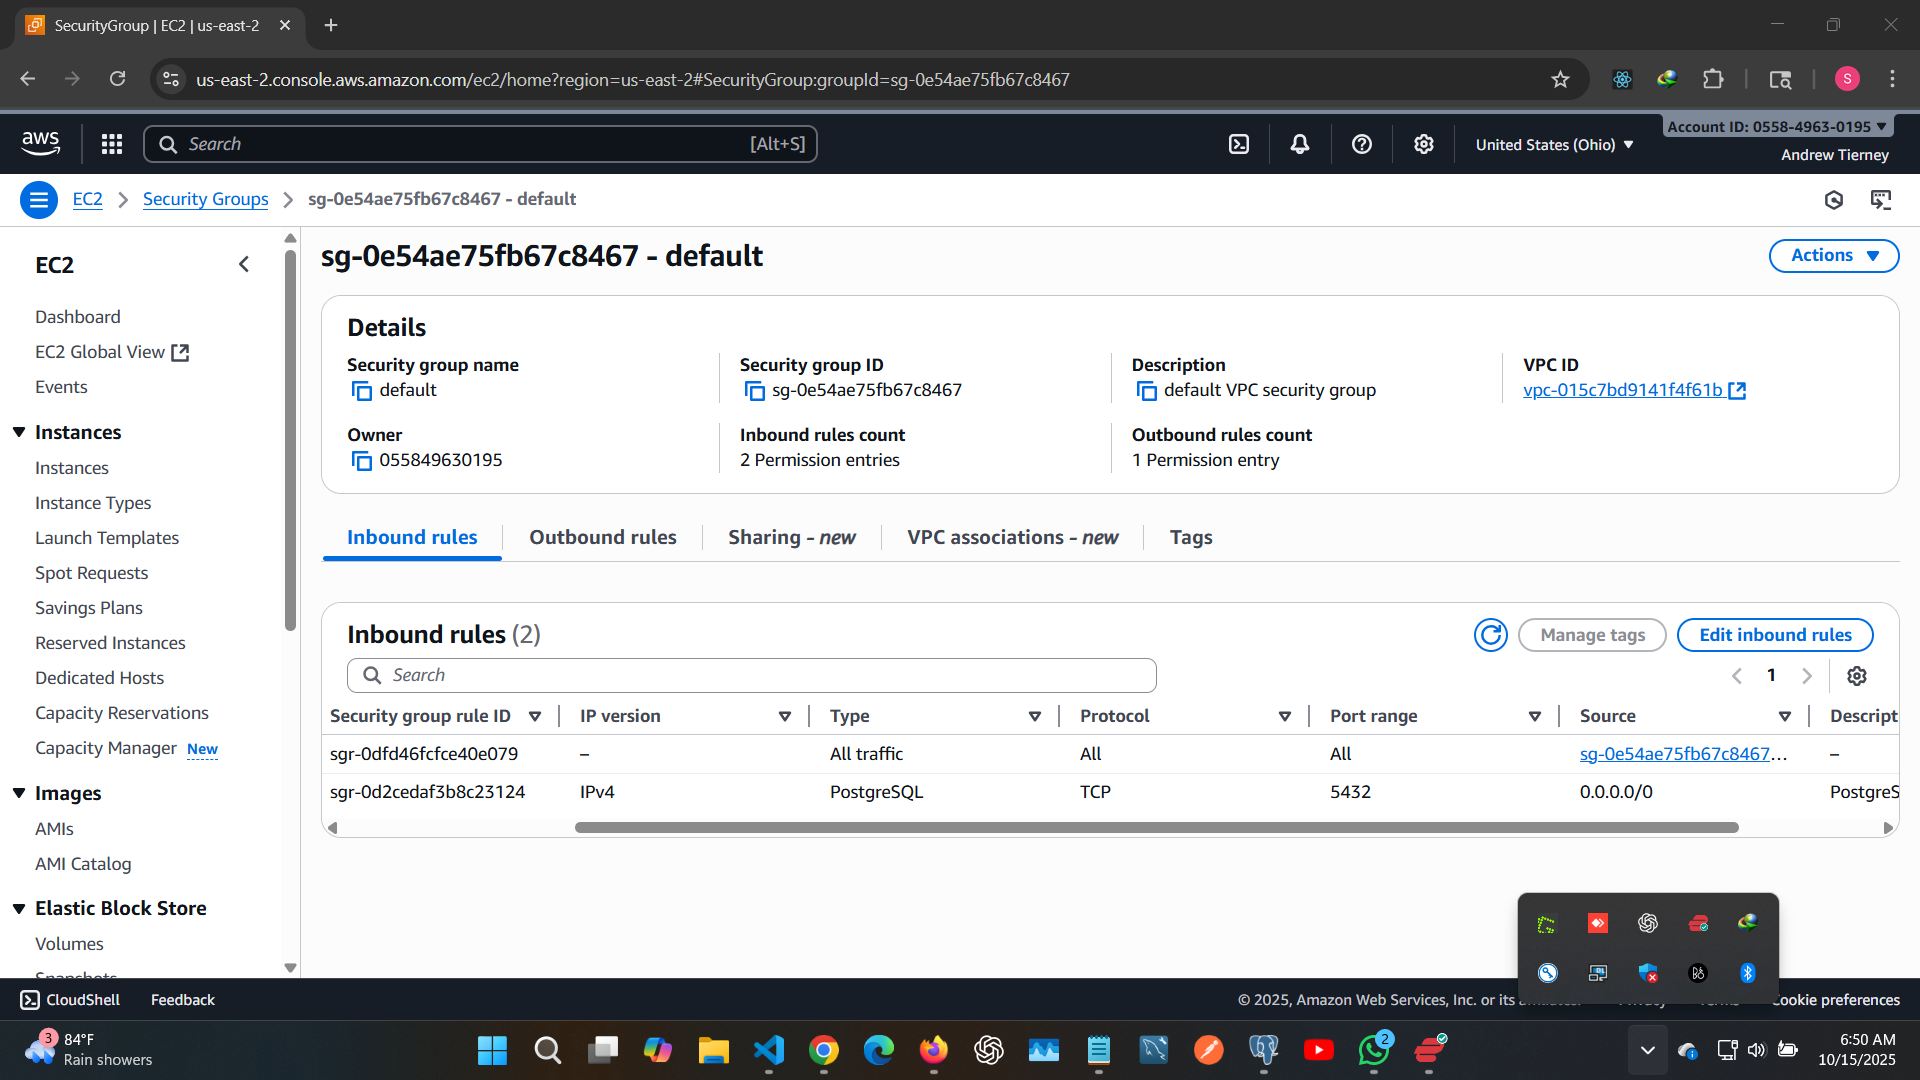 SecurityGroup | EC2 | us-east-2
us-east-2.console.aws.amazon.com/ec2/home?region=us-east-2#SecurityGroup:groupId=sg-0e54ae75fb67c8467
S
aws
Search [Alt+S]
United States (Ohio)
Account ID: 0558-4963-0195
Andrew Tierney
EC2 > Security Groups > sg-0e54ae75fb67c8467 - default
EC2
Dashboard
EC2 Global View
Events
Instances
Instances
Instance Types
Launch Templates
Spot Requests
Savings Plans
Reserved Instances
Dedicated Hosts
Capacity Reservations
Capacity Manager New
Images
AMIs
AMI Catalog
Elastic Block Store
Volumes
Snapshots
sg-0e54ae75fb67c8467 - default
Actions
Details
Security group name
default
Security group ID
sg-0e54ae75fb67c8467
Description
default VPC security group
VPC ID
vpc-015c7bd9141f4f61b
Owner
055849630195
Inbound rules count
2 Permission entries
Outbound rules count
1 Permission entry
Inbound rules Outbound rules Sharing - new VPC associations - new Tags
Inbound rules (2)
Manage tags
Edit inbound rules
Search
1
Security group rule ID IP version Type Protocol Port range Source Descript
sgr-0dfd46fcfce40e079 – All traffic All All sg-0e54ae75fb67c8467... –
sgr-0d2cedaf3b8c23124 IPv4 PostgreSQL TCP 5432 0.0.0.0/0 PostgreS
CloudShell Feedback
© 2025, Amazon Web Services, Inc. or its
Cookie preferences
3
84°F
Rain showers
2
6:50 AM
10/15/2025